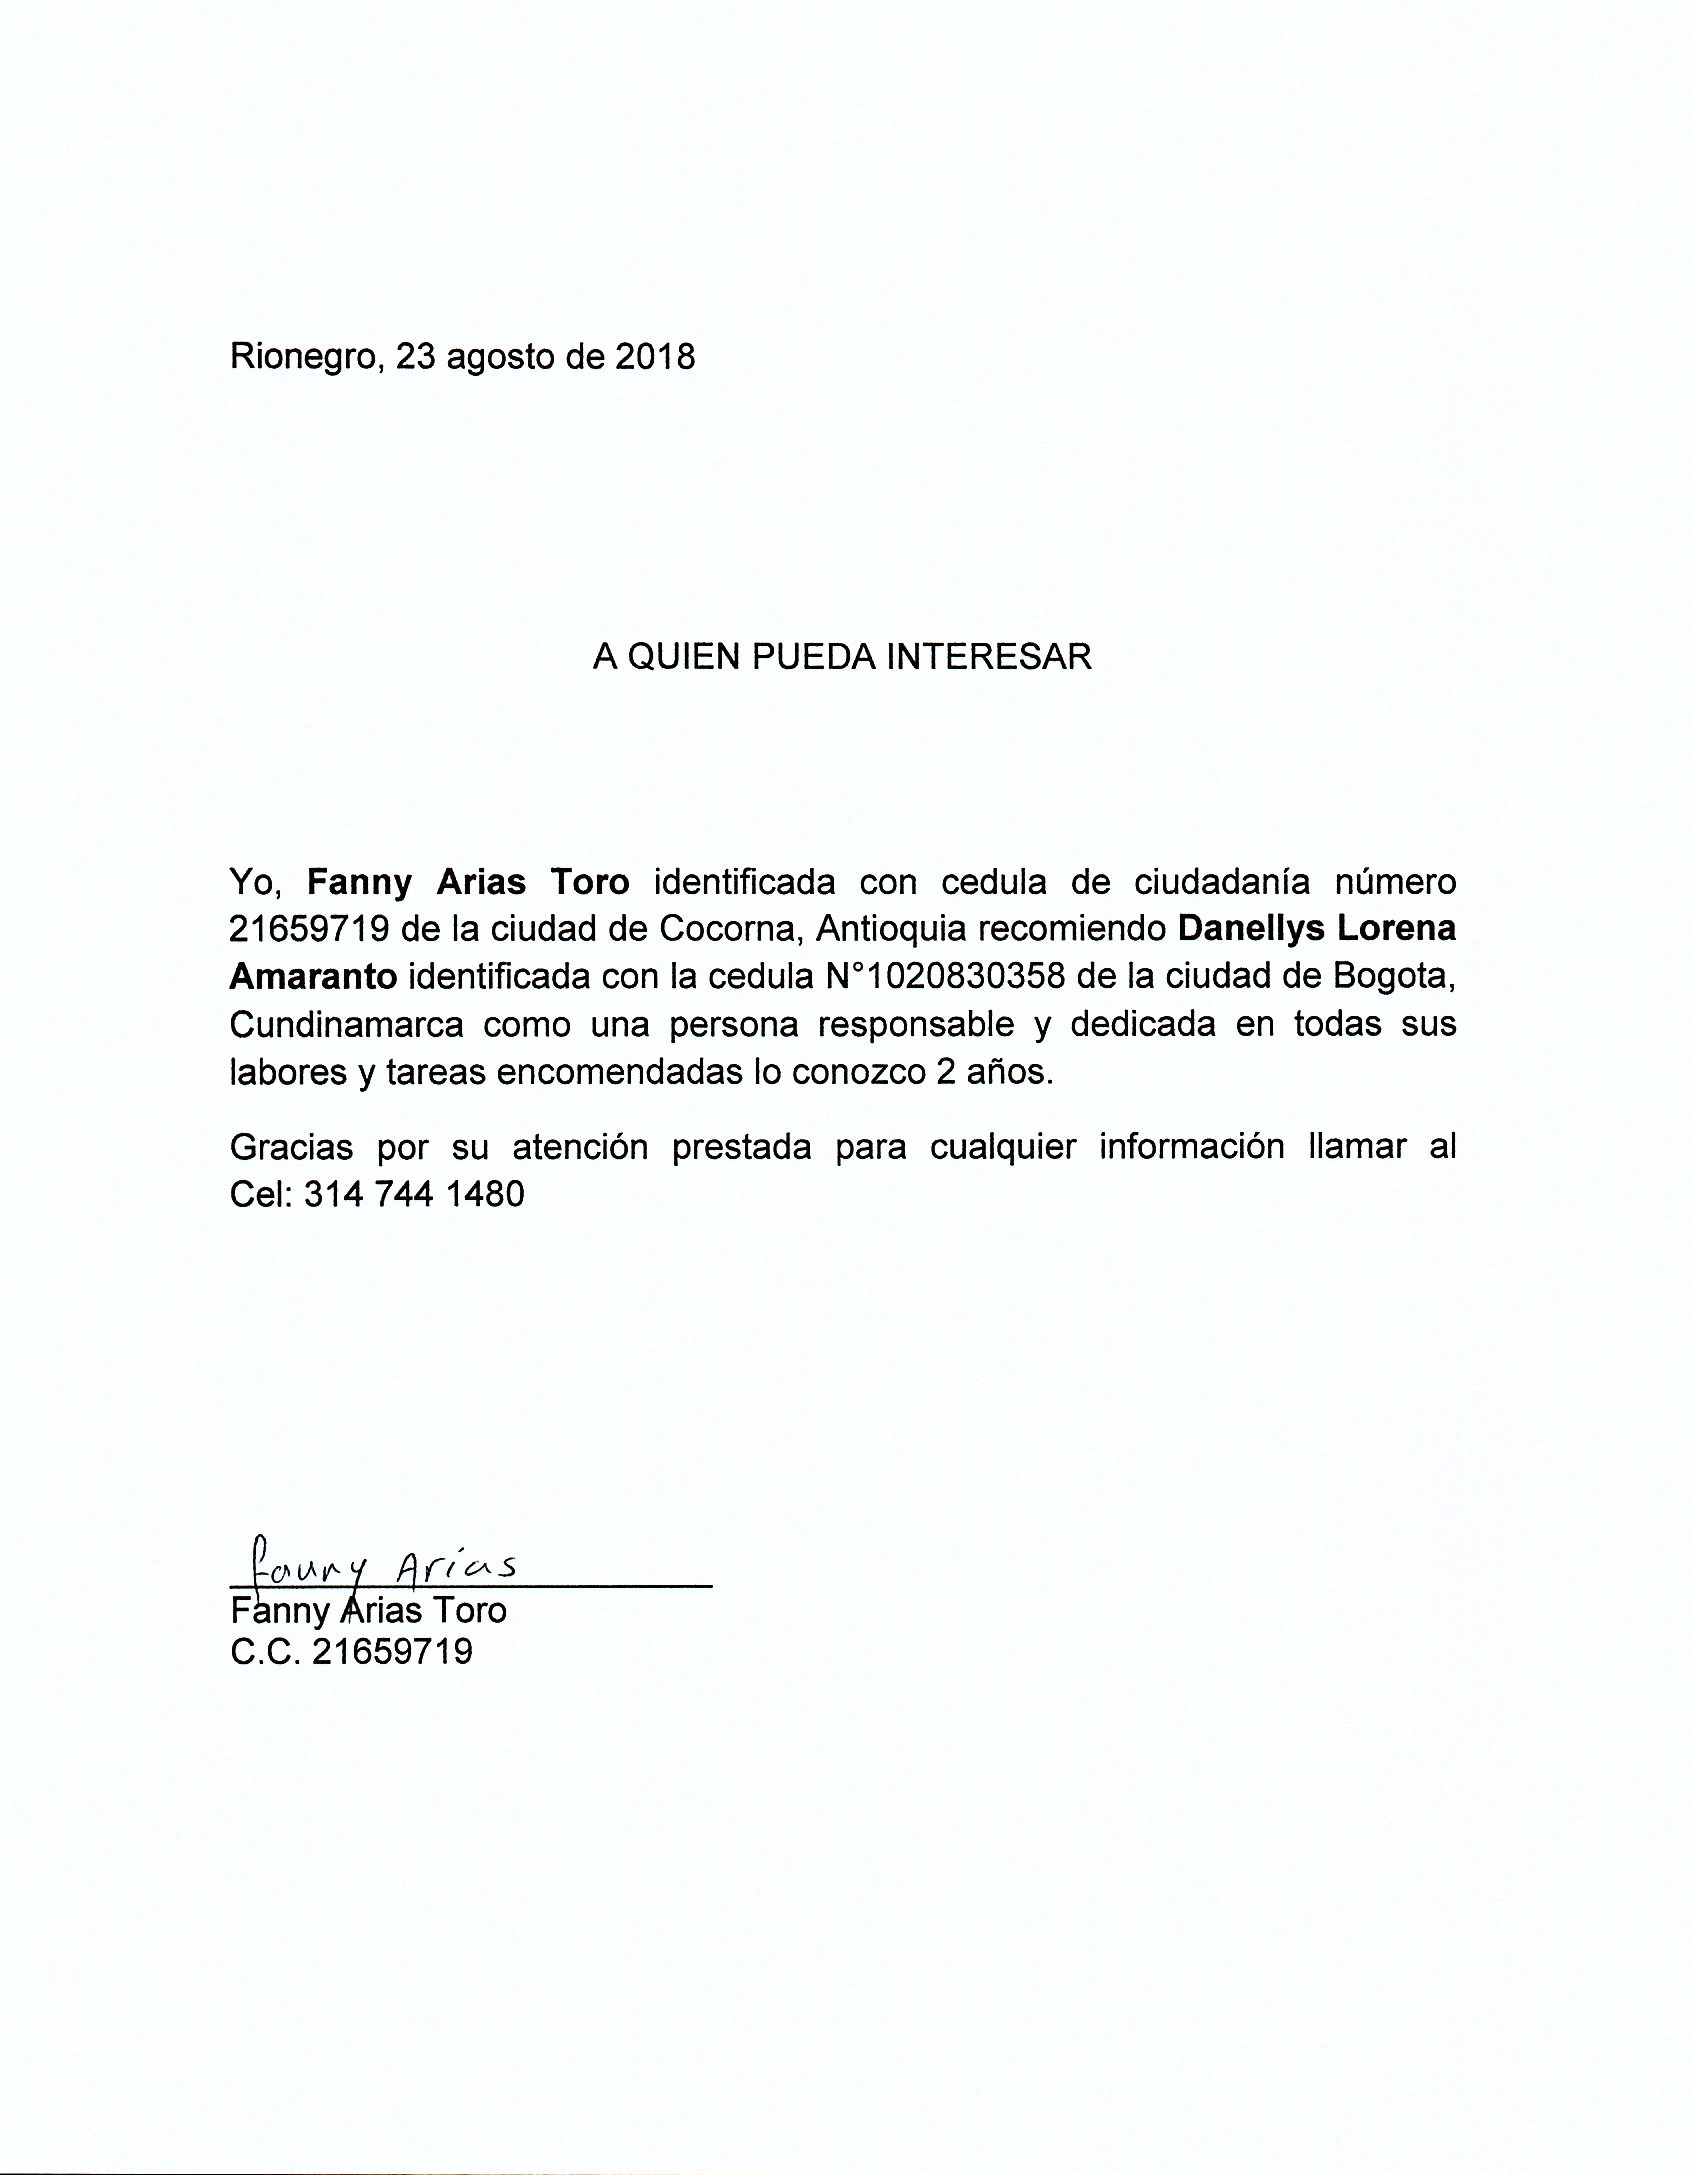 Rionegro, 23 agosto de 2018
A QUIEN PUEDA INTERESAR
Yo, Fanny Arias Toro identificada con cedula de ciudadanía número
21659719 de la ciudad de Cocorna, Antioquia recomiendo Danellys Lorena
Amaranto identificada con la cedula N°1020830358 de la ciudad de Bogota,
Cundinamarca como una persona responsable y dedicada en todas sus
labores y tareas encomendadas lo conozco 2 años.
Gracias por su atención prestada para cualquier información llamar al
Cel: 314 744 1480
Fanny Arias
Fanny Arias Toro
C.C. 21659719